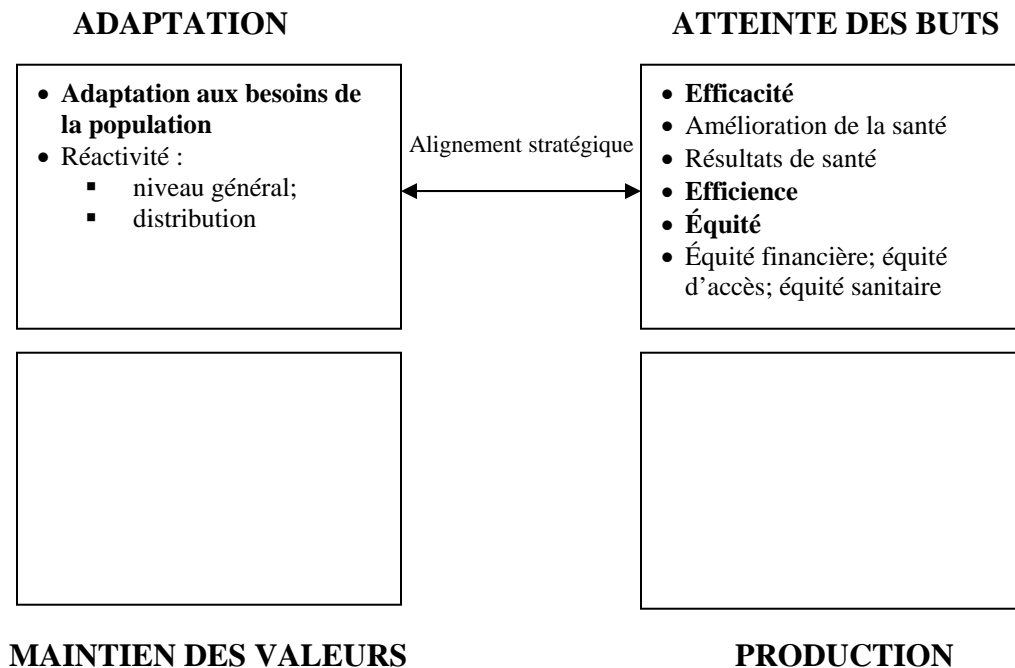 ADAPTATION
ATTEINTE DES BUTS
• Adaptation aux besoins de
la population
• Réactivité :
▪ niveau général;
▪ distribution
Alignement stratégique
• Efficacité
• Amélioration de la santé
• Résultats de santé
• Efficience
• Équité
• Équité financière; équité
d’accès; équité sanitaire
MAINTIEN DES VALEURS
PRODUCTION